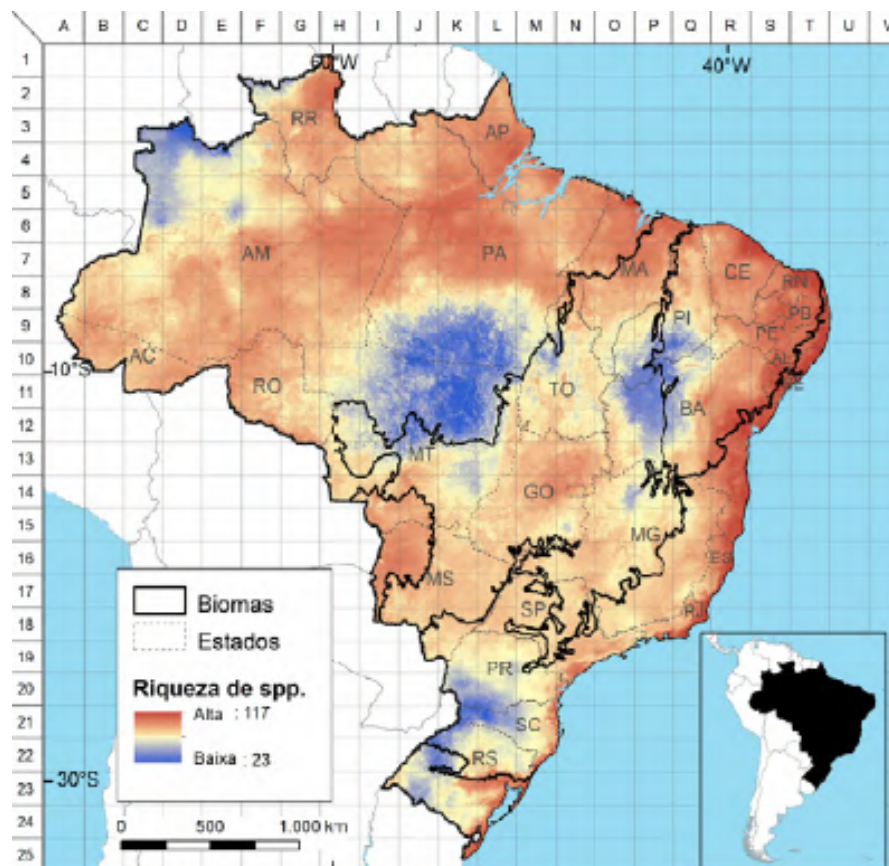 A B C D E F G H I J K L M N O P Q R S T U V
1
60°W
40°W
2
RR
3
AP
4
5
6
AM
PA
7
MA
CE
RN
8
PB
9
PI
PE
10
AC
AL
10°S
RO
TO
SE
11
BA
12
MT
13
GO
14
15
MG
16
ES
MS
17
SP
RJ
18
Biomas
Estados
19
PR
Riqueza de spp.
20
Alta : 117
21
SC
22
RS
Baixa : 23
30°S
23
24
0 500 1.000 km
25